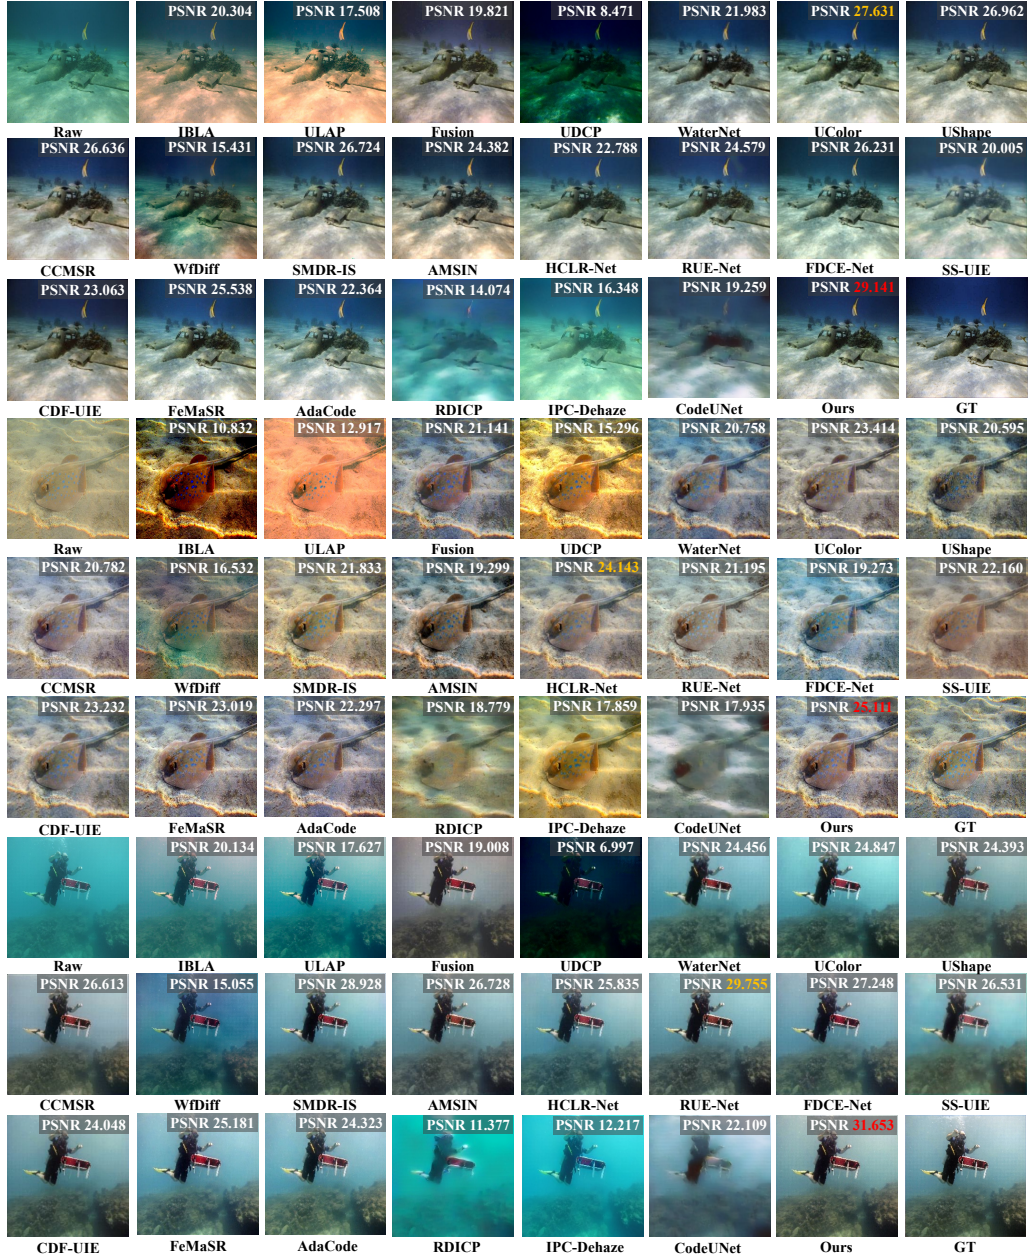 PSNR 20.304 PSNR 17.508 PSNR 19.821 PSNR 8.471 PSNR 21.983 PSNR 27.631 PSNR 26.962
Raw IBLA ULAP Fusion UDCP WaterNet UColor UShape
PSNR 26.636 PSNR 15.431 PSNR 26.724 PSNR 24.382 PSNR 22.788 PSNR 24.579 PSNR 26.231 PSNR 20.005
CCMSR WfDiff SMDR-IS AMSIN HCLR-Net RUE-Net FDCE-Net SS-UIE
PSNR 23.063 PSNR 25.538 PSNR 22.364 PSNR 14.074 PSNR 16.348 PSNR 19.259 PSNR 29.141
CDF-UIE FeMaSR AdaCode RDICP IPC-Dehaze CodeUNet Ours GT
PSNR 10.832 PSNR 12.917 PSNR 21.141 PSNR 15.296 PSNR 20.758 PSNR 23.414 PSNR 20.595
Raw IBLA ULAP Fusion UDCP WaterNet UColor UShape
PSNR 20.782 PSNR 16.532 PSNR 21.833 PSNR 19.299 PSNR 24.143 PSNR 21.195 PSNR 19.273 PSNR 22.160
CCMSR WfDiff SMDR-IS AMSIN HCLR-Net RUE-Net FDCE-Net SS-UIE
PSNR 23.232 PSNR 23.019 PSNR 22.297 PSNR 18.779 PSNR 17.859 PSNR 17.935 PSNR 25.111
CDF-UIE FeMaSR AdaCode RDICP IPC-Dehaze CodeUNet Ours GT
PSNR 20.134 PSNR 17.627 PSNR 19.008 PSNR 6.997 PSNR 24.456 PSNR 24.847 PSNR 24.393
Raw IBLA ULAP Fusion UDCP WaterNet UColor UShape
PSNR 26.613 PSNR 15.055 PSNR 28.928 PSNR 26.728 PSNR 25.835 PSNR 29.755 PSNR 27.248 PSNR 26.531
CCMSR WfDiff SMDR-IS AMSIN HCLR-Net RUE-Net FDCE-Net SS-UIE
PSNR 24.048 PSNR 25.181 PSNR 24.323 PSNR 11.377 PSNR 12.217 PSNR 22.109 PSNR 31.653
CDF-UIE FeMaSR AdaCode RDICP IPC-Dehaze CodeUNet Ours GT